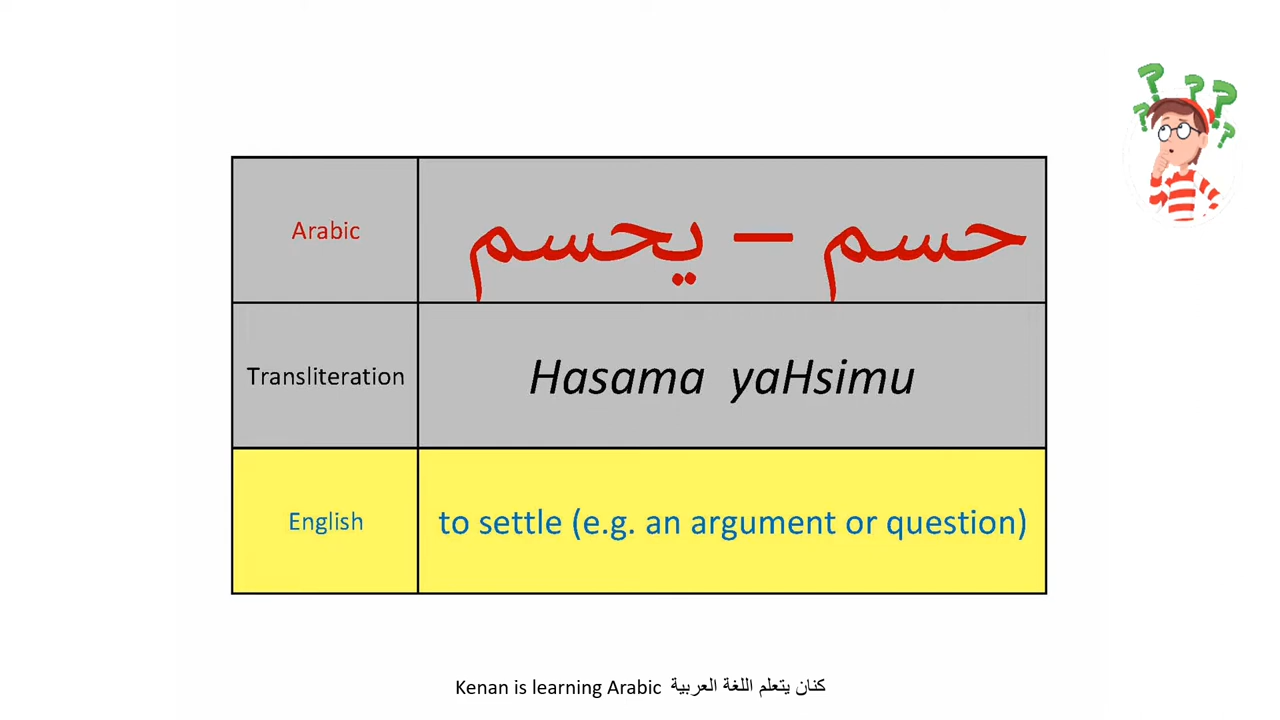 Arabic حسم – يحسم
Transliteration Hasama yaHsimu
English to settle (e.g. an argument or question)
Kenan is learning Arabic كنان يتعلم اللغة العربية